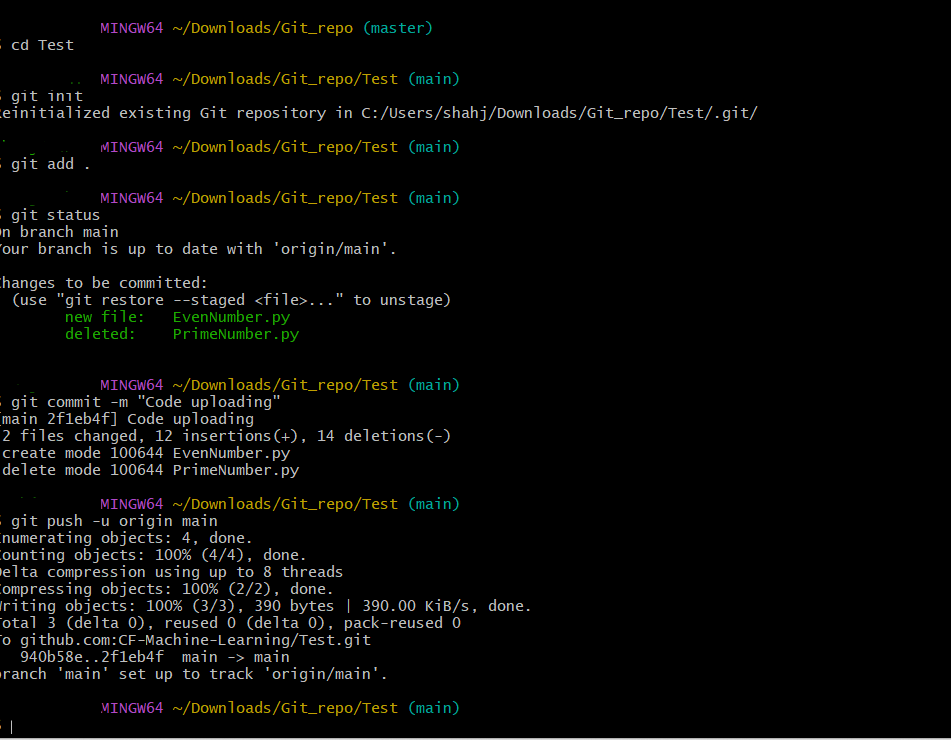 MINGW64 ~/Downloads/Git_repo (master)
$ cd Test
MINGW64 ~/Downloads/Git_repo/Test (main)
$ git init
Reinitialized existing Git repository in C:/Users/shahj/Downloads/Git_repo/Test/.git/
MINGW64 ~/Downloads/Git_repo/Test (main)
$ git add .
MINGW64 ~/Downloads/Git_repo/Test (main)
$ git status
On branch main
Your branch is up to date with 'origin/main'.
Changes to be committed:
(use "git restore --staged <file>..." to unstage)
new file: EvenNumber.py
deleted: PrimeNumber.py
MINGW64 ~/Downloads/Git_repo/Test (main)
$ git commit -m "Code uploading"
[main 2f1eb4f] Code uploading
2 files changed, 12 insertions(+), 14 deletions(-)
create mode 100644 EvenNumber.py
delete mode 100644 PrimeNumber.py
MINGW64 ~/Downloads/Git_repo/Test (main)
$ git push -u origin main
Enumerating objects: 4, done.
Counting objects: 100% (4/4), done.
Delta compression using up to 8 threads
Compressing objects: 100% (2/2), done.
Writing objects: 100% (3/3), 390 bytes | 390.00 KiB/s, done.
Total 3 (delta 0), reused 0 (delta 0), pack-reused 0
To github.com:CF-Machine-Learning/Test.git
940b58e..2f1eb4f main -> main
branch 'main' set up to track 'origin/main'.
MINGW64 ~/Downloads/Git_repo/Test (main)
$